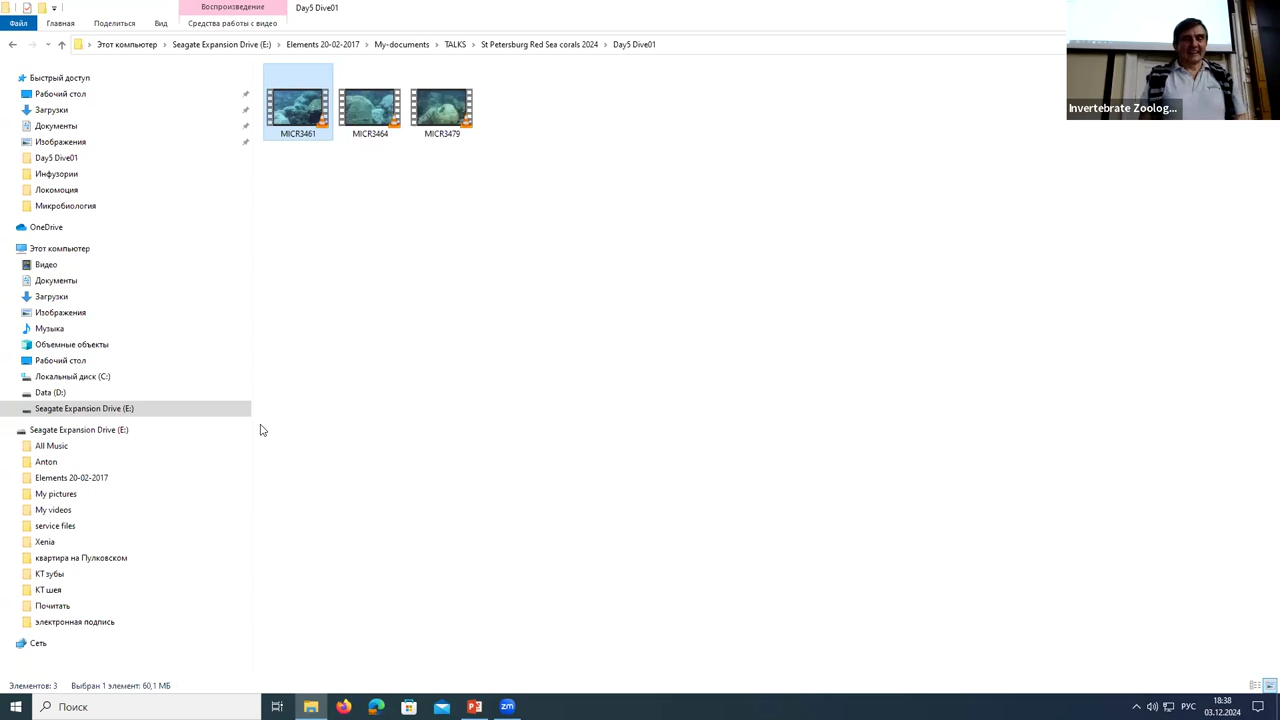 Воспроизведение
Day5 Dive01
Файл
Главная
Поделиться
Вид
Средства работы с видео
Этот компьютер
Seagate Expansion Drive (E:)
Elements 20-02-2017
My-documents
TALKS
St Petersburg Red Sea corals 2024
Day5 Dive01
Быстрый доступ
Рабочий стол
Загрузки
Документы
Изображения
Day5 Dive01
Инфузории
Локомоция
Микробиология
OneDrive
Этот компьютер
Видео
Документы
Загрузки
Изображения
Музыка
Объемные объекты
Рабочий стол
Локальный диск (C:)
Data (D:)
Seagate Expansion Drive (E:)
Seagate Expansion Drive (E:)
All Music
Anton
Elements 20-02-2017
My pictures
My videos
service files
Xenia
квартира на Пулковском
КТ зубы
КТ шея
Почитать
электронная подпись
Сеть
MICR3461
MICR3464
MICR3479
Invertebrate Zoolog...
Элементов: 3
Выбран 1 элемент: 60,1 МБ
Поиск
zm
РУС
18:38
03.12.2024